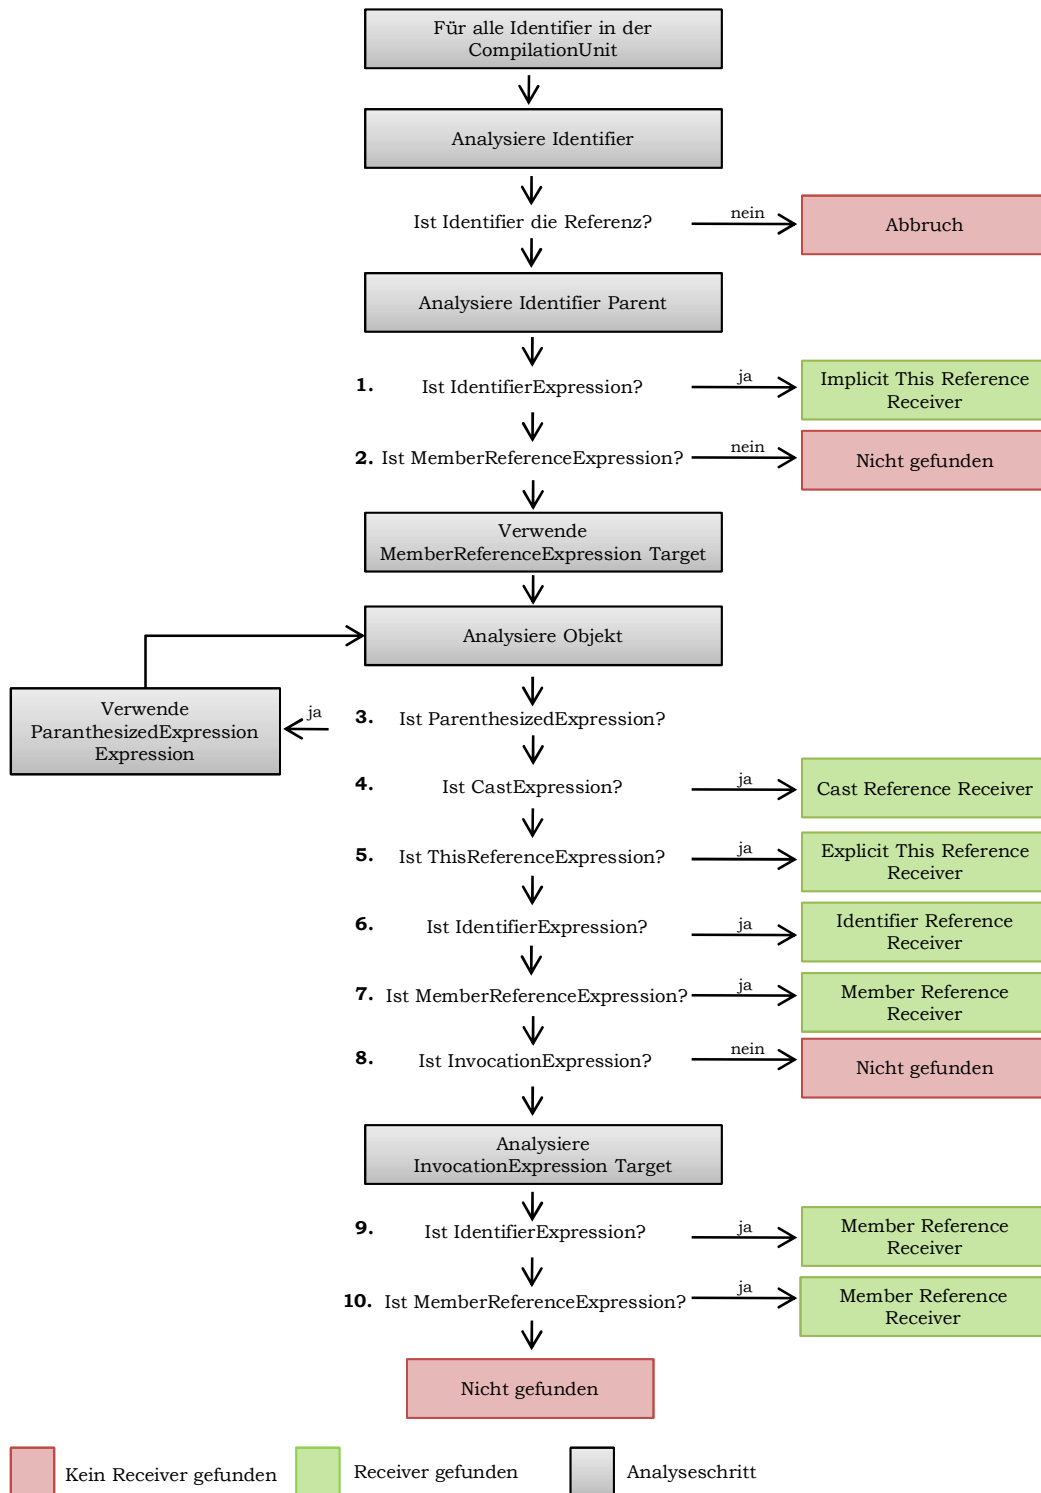 Für alle Identifier in der
CompilationUnit
Analysiere Identifier
Ist Identifier die Referenz?
nein
Abbruch
Analysiere Identifier Parent
1. Ist IdentifierExpression?
ja
Implicit This Reference
Receiver
2. Ist MemberReferenceExpression?
nein
Nicht gefunden
Verwende
MemberReferenceExpression Target
Analysiere Objekt
Verwende
ParanthesizedExpression
Expression
ja
3. Ist ParenthesizedExpression?
4. Ist CastExpression?
ja
Cast Reference Receiver
5. Ist ThisReferenceExpression?
ja
Explicit This Reference
Receiver
6. Ist IdentifierExpression?
ja
Identifier Reference
Receiver
7. Ist MemberReferenceExpression?
ja
Member Reference
Receiver
8. Ist InvocationExpression?
nein
Nicht gefunden
Analysiere
InvocationExpression Target
9. Ist IdentifierExpression?
ja
Member Reference
Receiver
10. Ist MemberReferenceExpression?
ja
Member Reference
Receiver
Nicht gefunden
Kein Receiver gefunden
Receiver gefunden
Analyseschritt